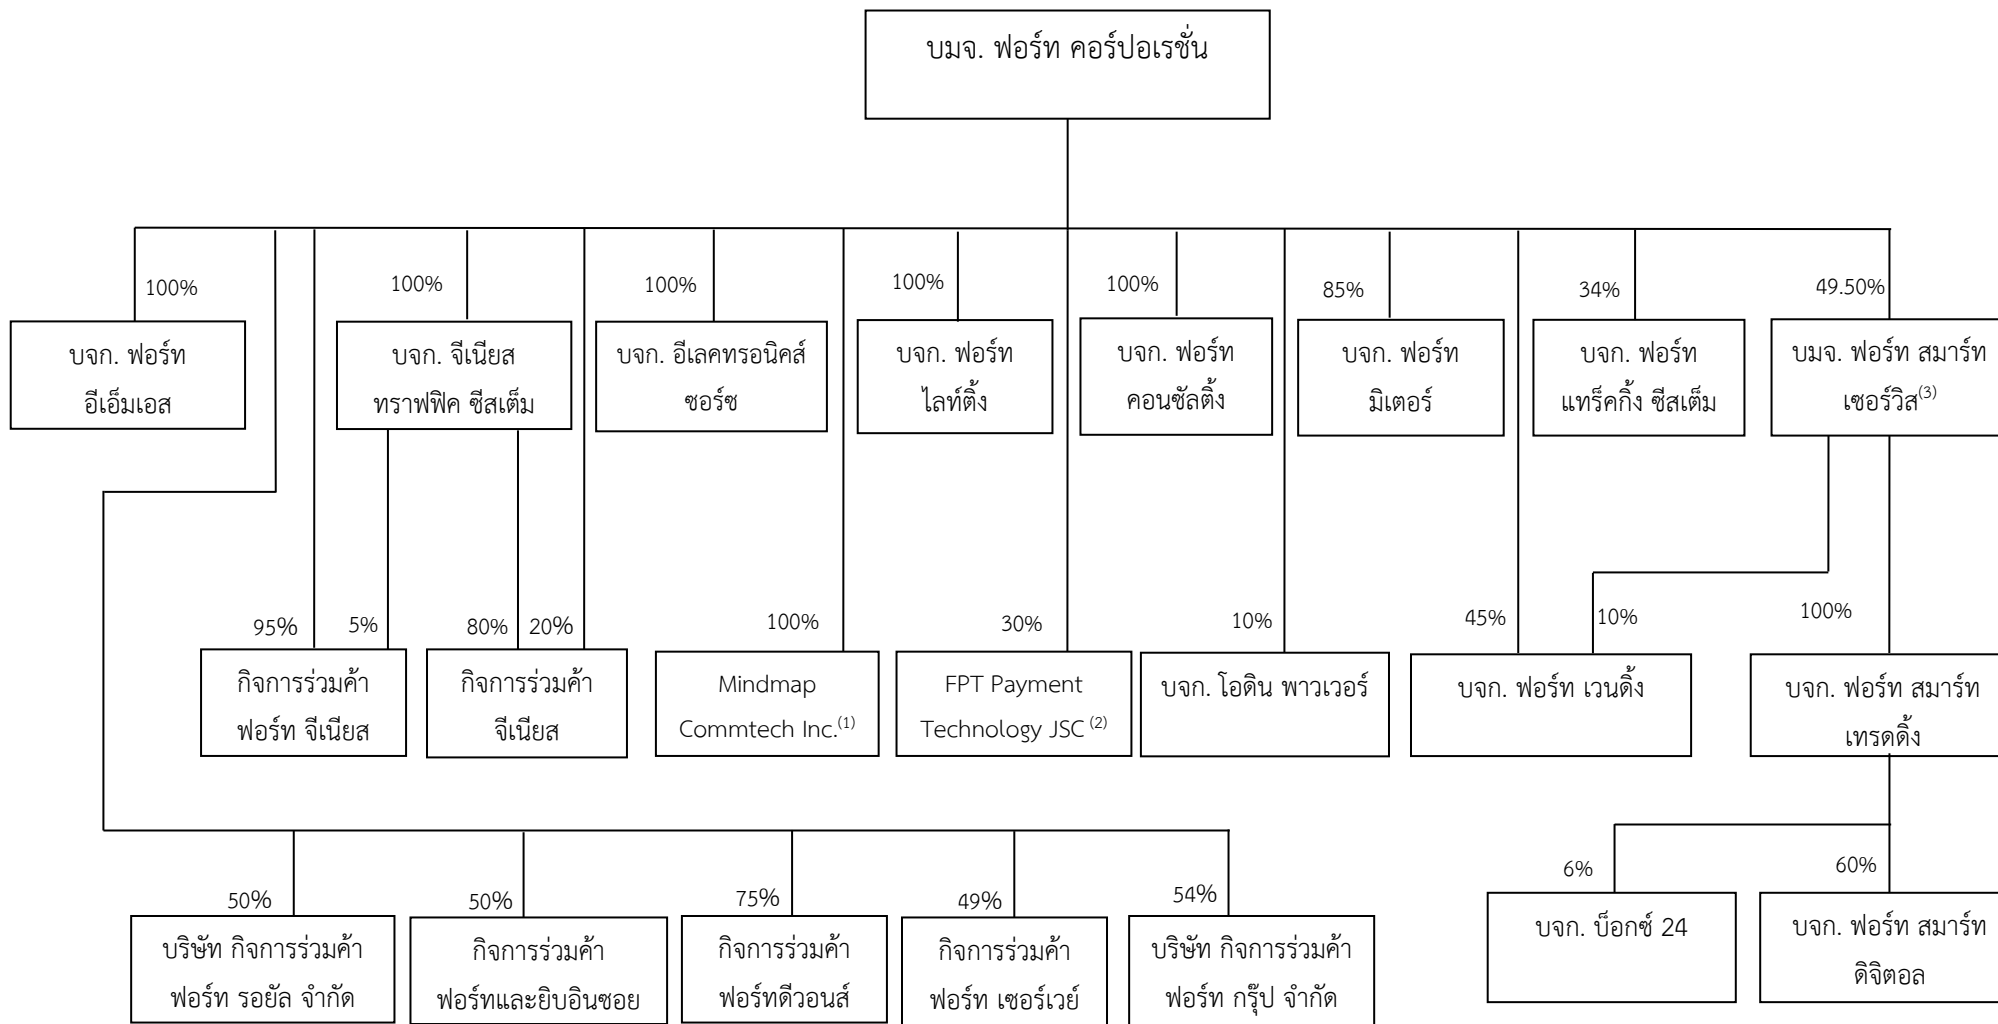 บมจ. ฟอร์ท คอร์ปอเรชั่น
100%
100%
100%
100%
100%
85%
34%
49.50%
บจก. ฟอร์ท
อีเอ็มเอส
บจก. จีเนียส
ทราฟฟิค ซีสเต็ม
บจก. อีเลคทรอนิคส์
ซอร์ซ
บจก. ฟอร์ท
ไลท์ติ้ง
บจก. ฟอร์ท
คอนซัลติ้ง
บจก. ฟอร์ท
มิเตอร์
บจก. ฟอร์ท
แทร็คกิ้ง ซีสเต็ม
บมจ. ฟอร์ท สมาร์ท
เซอร์วิส(3)
95%
5%
80%
20%
100%
30%
10%
45%
10%
100%
กิจการร่วมค้า
ฟอร์ท จีเนียส
กิจการร่วมค้า
จีเนียส
Mindmap
Commtech Inc.(1)
FPT Payment
Technology JSC (2)
บจก. โอดิน พาวเวอร์
บจก. ฟอร์ท เวนดิ้ง
บจก. ฟอร์ท สมาร์ท
เทรดดิ้ง
50%
50%
75%
49%
54%
6%
60%
บริษัท กิจการร่วมค้า
ฟอร์ท รอยัล จำกัด
กิจการร่วมค้า
ฟอร์ทและยิบอินซอย
กิจการร่วมค้า
ฟอร์ทดีวอนส์
กิจการร่วมค้า
ฟอร์ท เซอร์เวย์
บริษัท กิจการร่วมค้า
ฟอร์ท กรุ๊ป จำกัด
บจก. บ็อกซ์ 24
บจก. ฟอร์ท สมาร์ท
ดิจิตอล